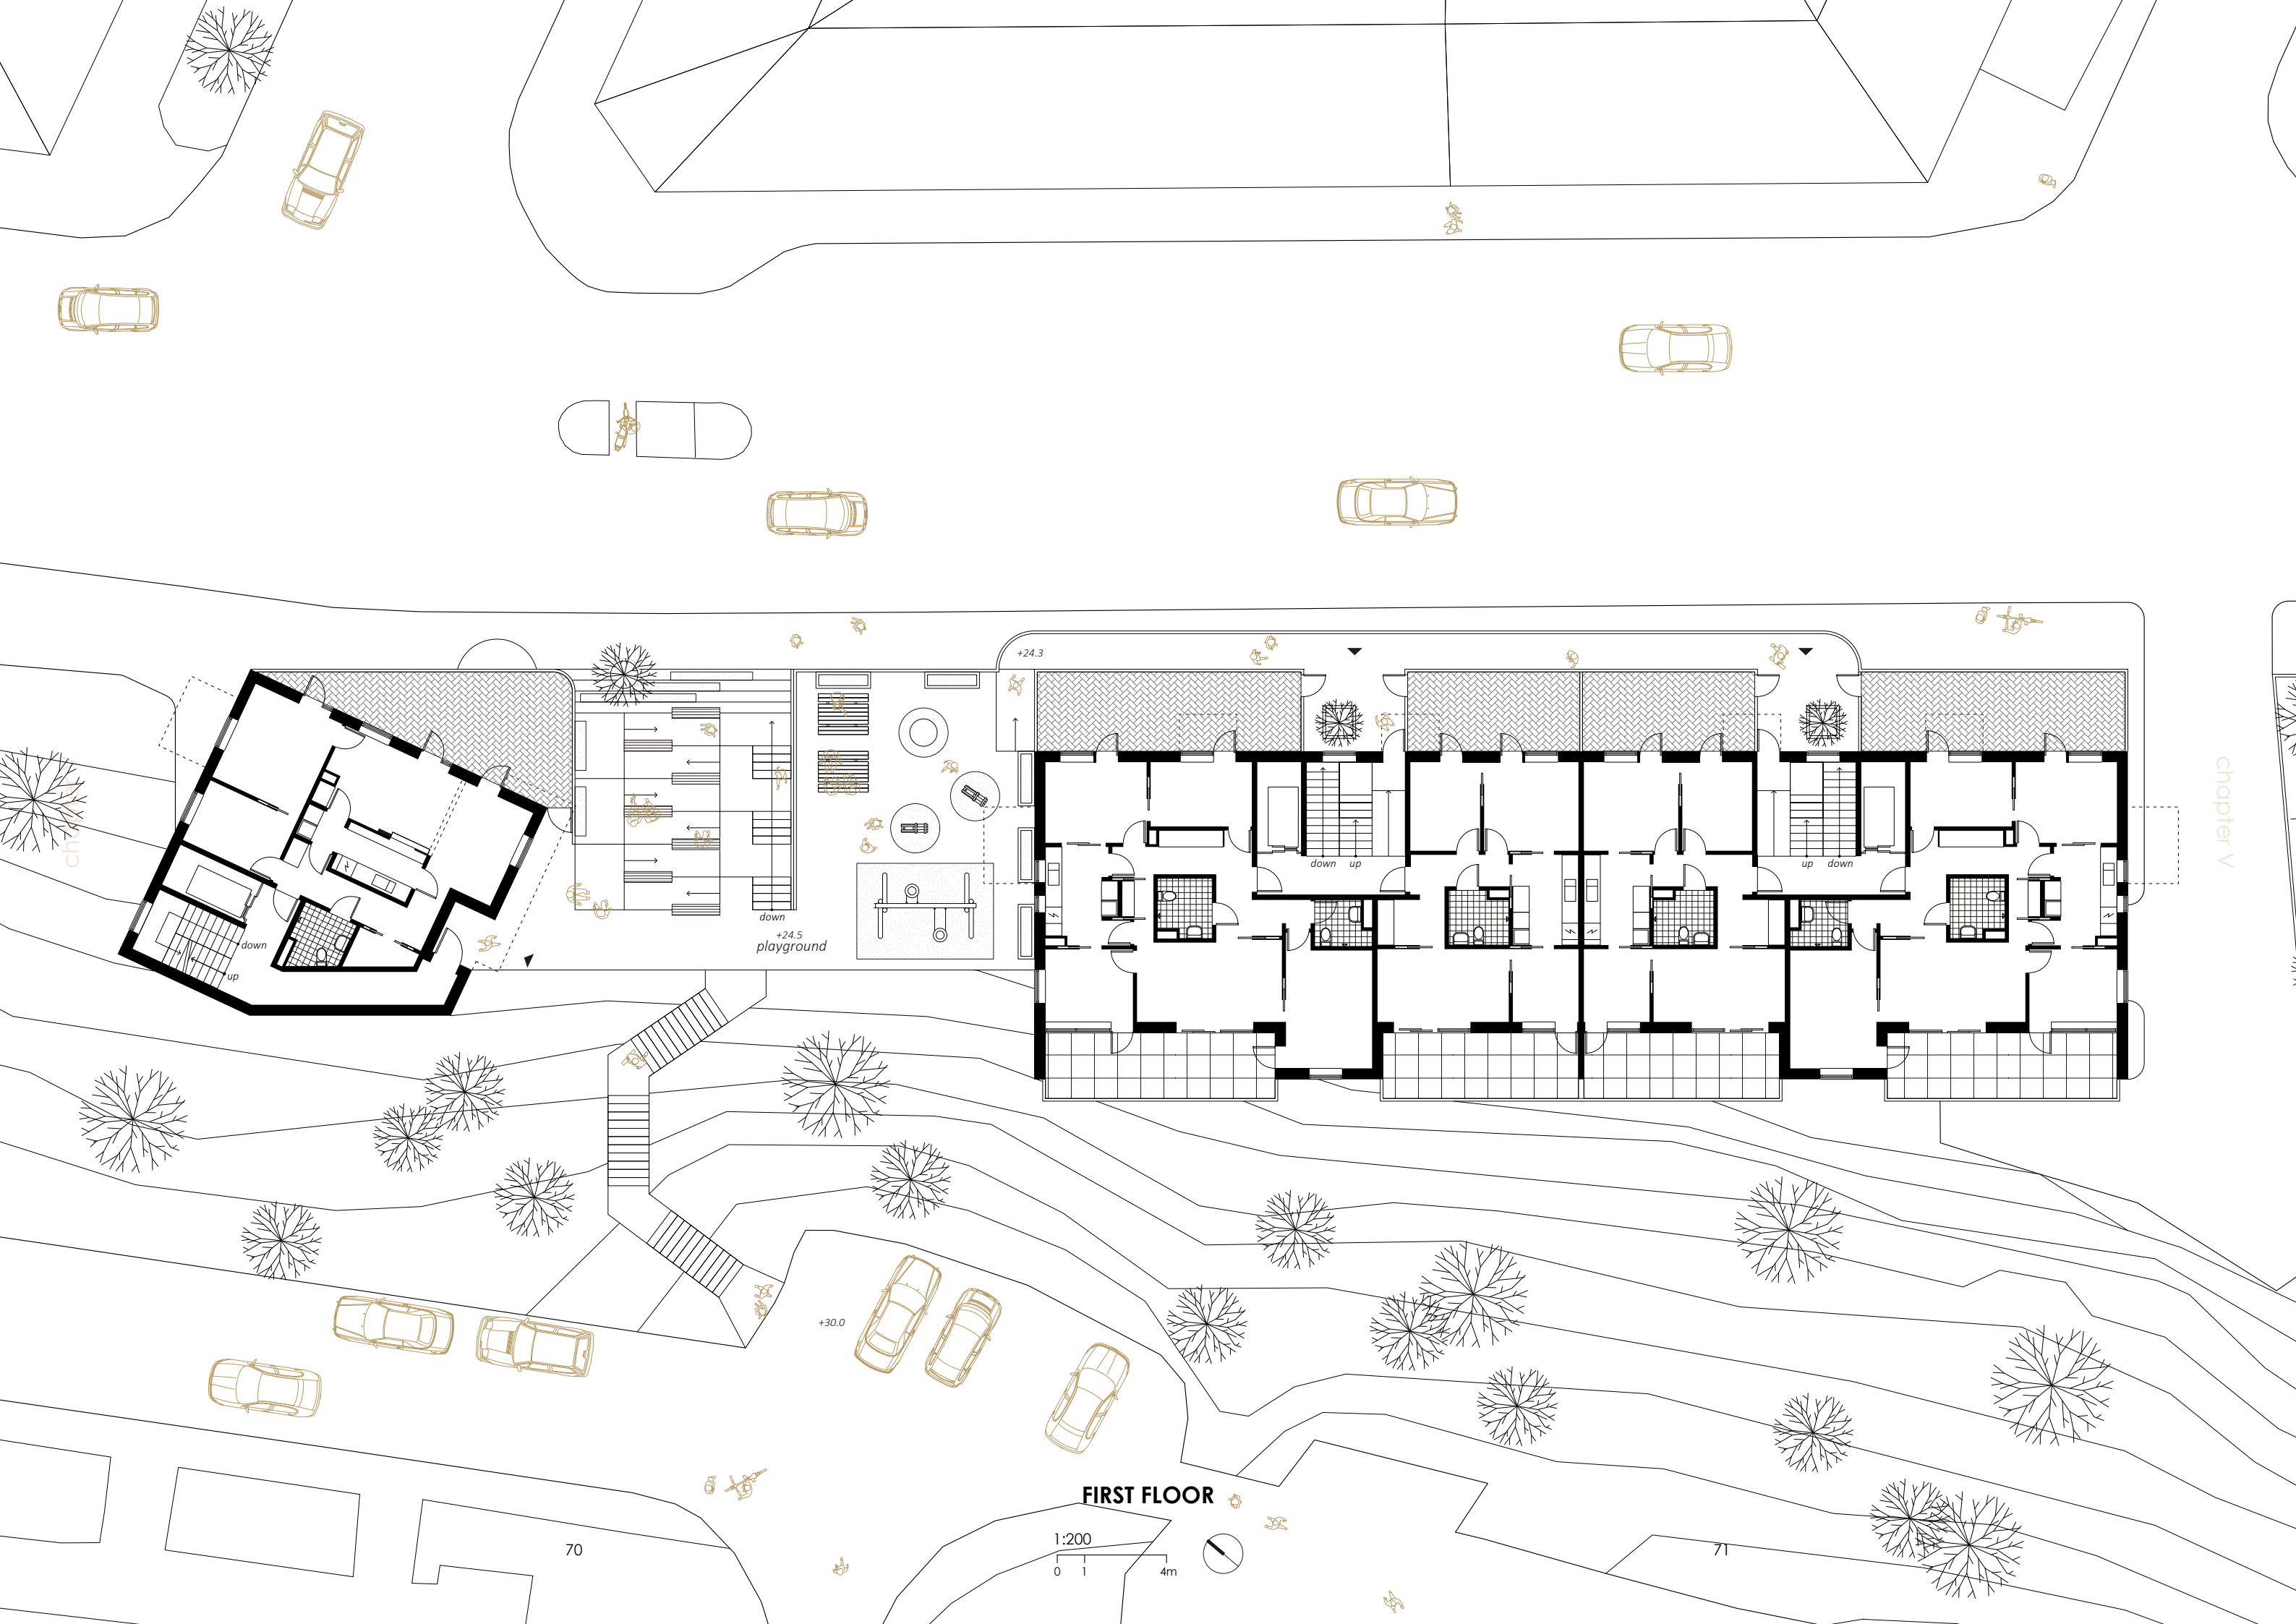 +24.3
chapter V
down
up
up
down
down
up
down
+24.5
playground
+30.0
FIRST FLOOR
1:200
0 1 4m
70
71